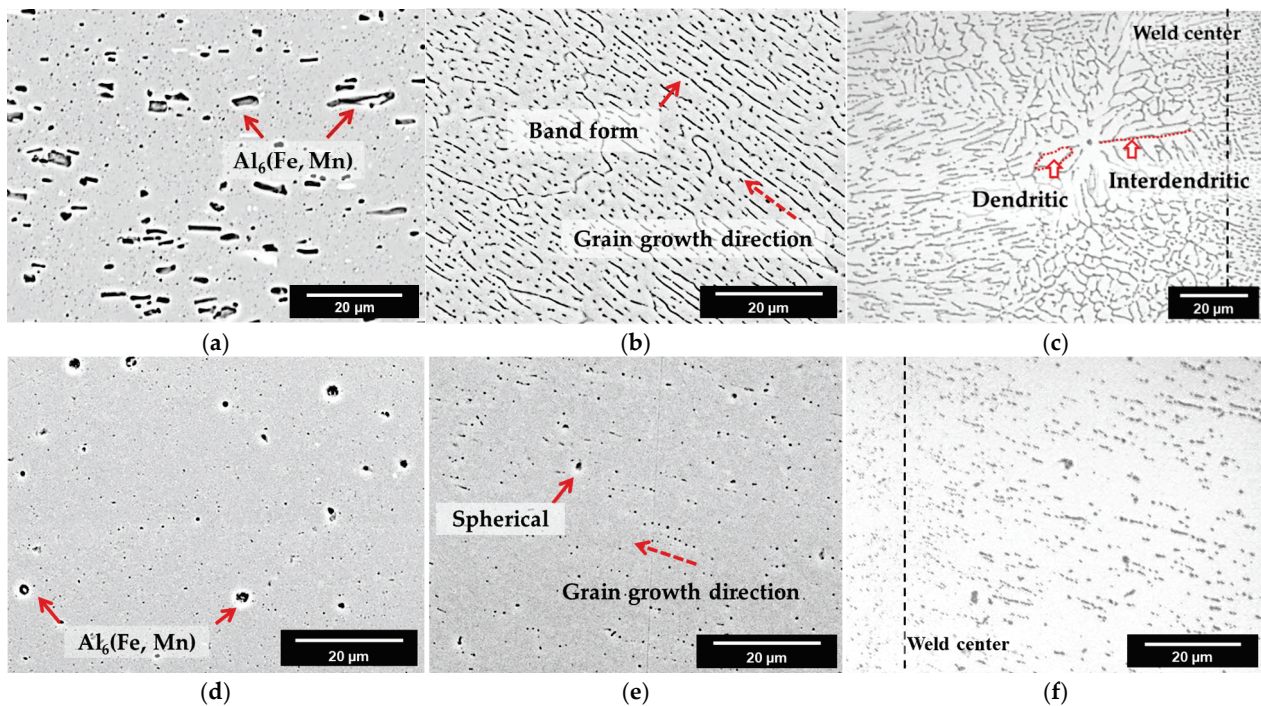 Weld center
Band form
Al₆(Fe, Mn)
Interdendritic
Dendritic
Grain growth direction
20 µm
20 µm
20 µm
(a)
(b)
(c)
Spherical
Grain growth direction
Al₆(Fe, Mn)
Weld center
20 µm
20 µm
20 µm
(d)
(e)
(f)